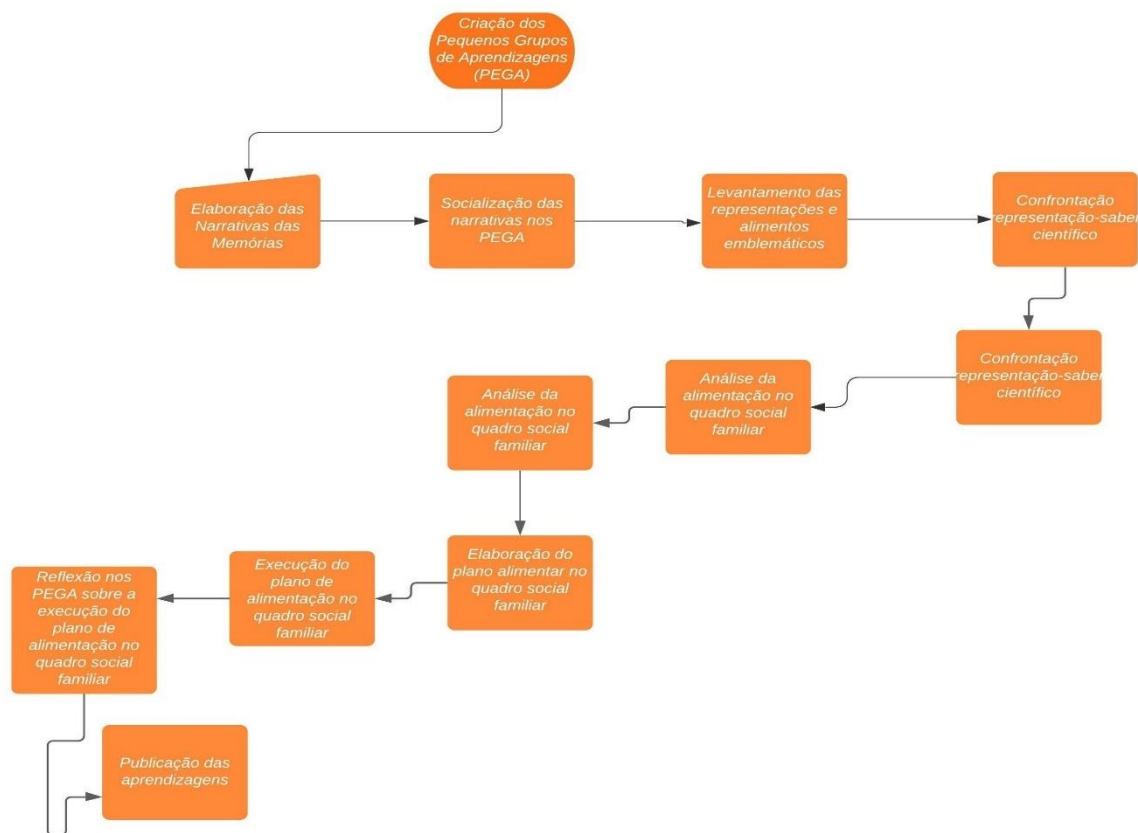 Criação dos
Pequenos Grupos
de Aprendizagens
(PEGA)
Elaboração das
Narrativas das
Memórias
Socialização das
narrativas nos
PEGA
Levantamento das
representações e
alimentos
emblemáticos
Confrontação
representação-saber
científico
Confrontação
representação-saber
científico
Análise da
alimentação no
quadro social
familiar
Análise da
alimentação no
quadro social
familiar
Elaboração do
plano alimentar no
quadro social
familiar
Execução do
plano de
alimentação no
quadro social
familiar
Reflexão nos
PEGA sobre a
execução do
plano de
alimentação no
quadro social
familiar
Publicação das
aprendizagens